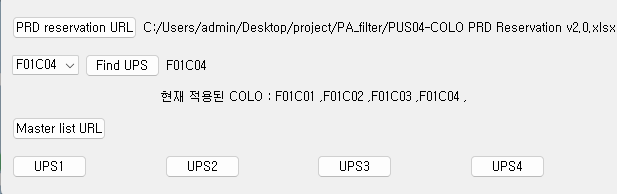 PRD reservation URL C:/Users/admin/Desktop/project/PA_filter/PUS04-COLO PRD Reservation v2.0.xlsx
F01C04 Find UPS F01C04
현재 적용된 COLO : F01C01 ,F01C02 ,F01C03 ,F01C04 ,
Master list URL
UPS1 UPS2 UPS3 UPS4